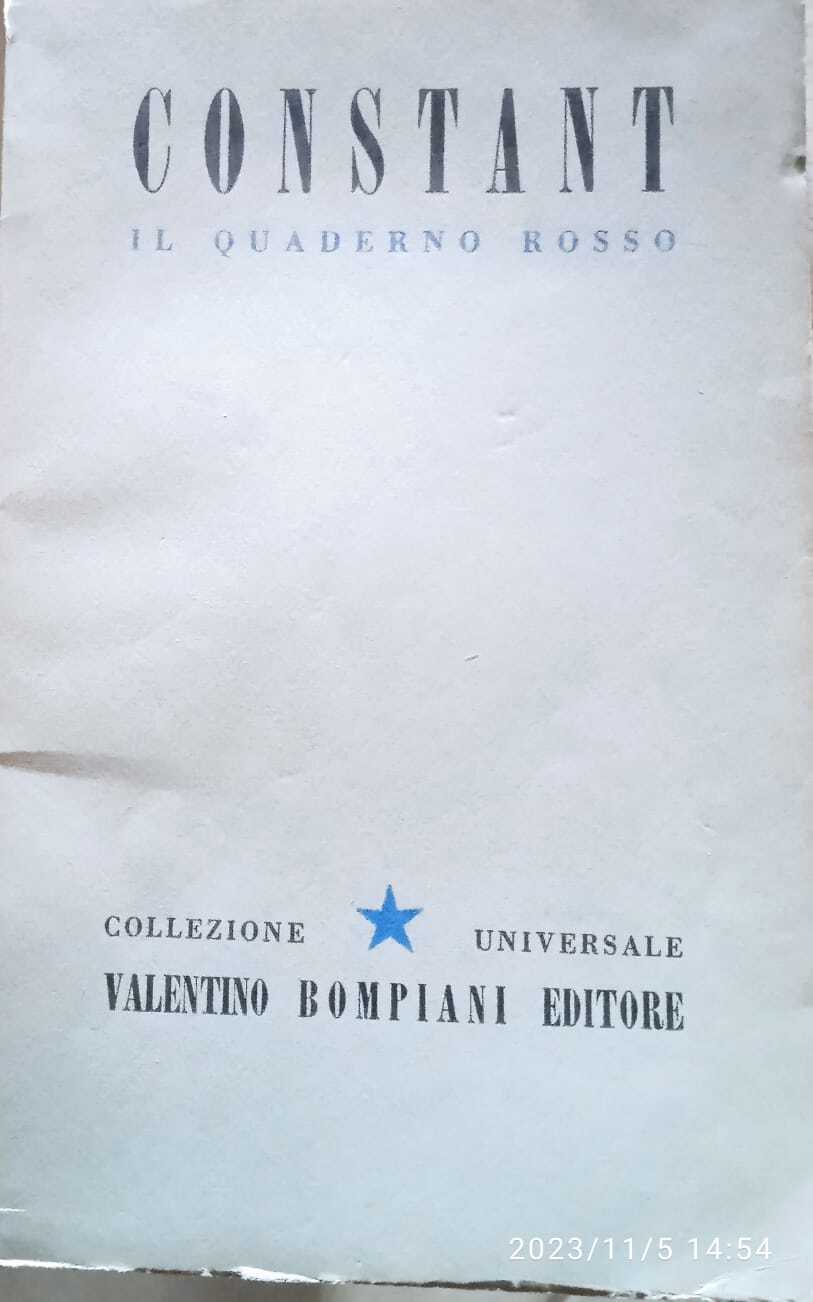 CONSTANT
IL QUADERNO ROSSO
COLLEZIONE UNIVERSALE
VALENTINO BOMPIANI EDITORE
2023/11/5 14:54